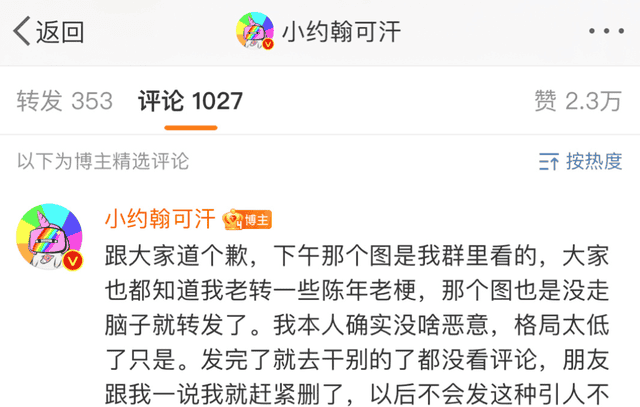 返回
小约翰可汗
转发 353
评论 1027
赞 2.3万
以下为博主精选评论
按热度
小约翰可汗
博主
跟大家道个歉，下午那个图是我群里看的，大家
也都知道我老转一些陈年老梗，那个图也是没走
脑子就转发了。我本人确实没啥恶意，格局太低
了只是。发完了就去干别的了都没看评论，朋友
跟我一说我就赶紧删了，以后不会发这种引人不